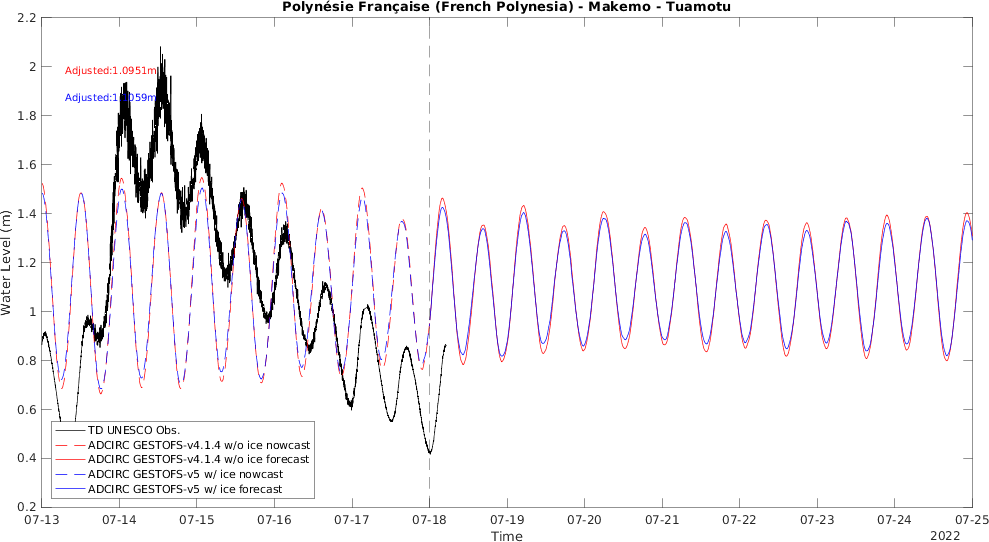 Polynésie Française (French Polynesia) - Makemo - Tuamotu
Water Level (m)
2.2
2
1.8
1.6
1.4
1.2
1
0.8
0.6
0.4
0.2
Adjusted:1.0951m
TD UNESCO Obs.
ADCIRC GESTOFS-v4.1.4 w/o ice nowcast
ADCIRC GESTOFS-v4.1.4 w/o ice forecast
ADCIRC GESTOFS-v5 w/ ice nowcast
ADCIRC GESTOFS-v5 w/ ice forecast
07-13 07-14 07-15 07-16 07-17 07-18 07-19 07-20 07-21 07-22 07-23 07-24 07-25
Time
2022